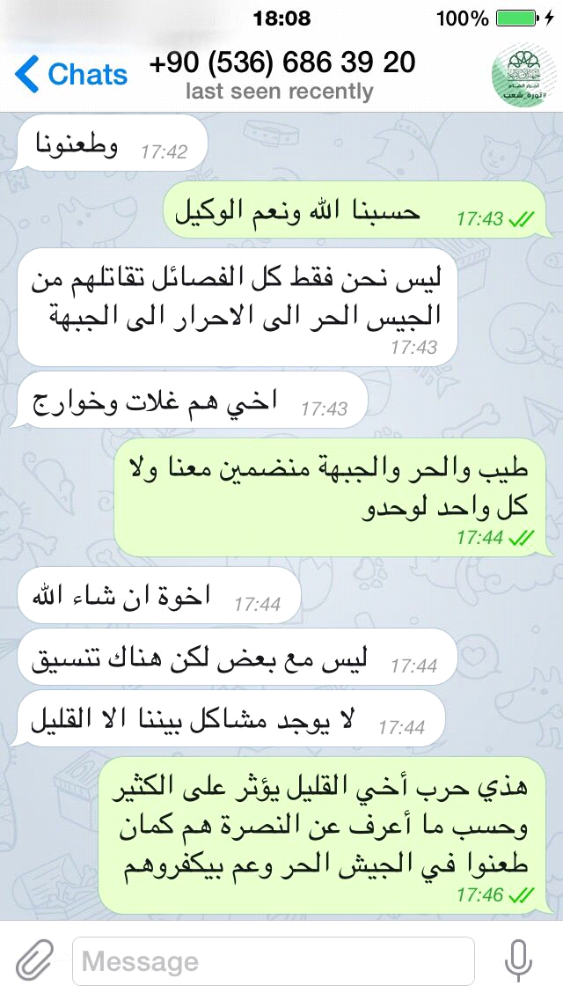 18:08
100%
Chats
+90 (536) 686 39 20
last seen recently
#ثورة_شعب
وطعنونا
17:42
حسبنا الله ونعم الوكيل
17:43
ليس نحن فقط كل الفصائل تقاتلهم من
الجيس الحر الى الاحرار الى الجبهة
17:43
اخي هم غلات وخوارج
17:43
طيب والحر والجبهة منضمين معنا ولا
كل واحد لوحدو
17:44
اخوة ان شاء الله
17:44
ليس مع بعض لكن هناك تنسيق
17:44
لا يوجد مشاكل بيننا الا القليل
17:44
هذي حرب أخي القليل يؤثر على الكثير
وحسب ما أعرف عن النصرة هم كمان
طعنوا في الجيش الحر وعم بيكفروهم
17:46
Message